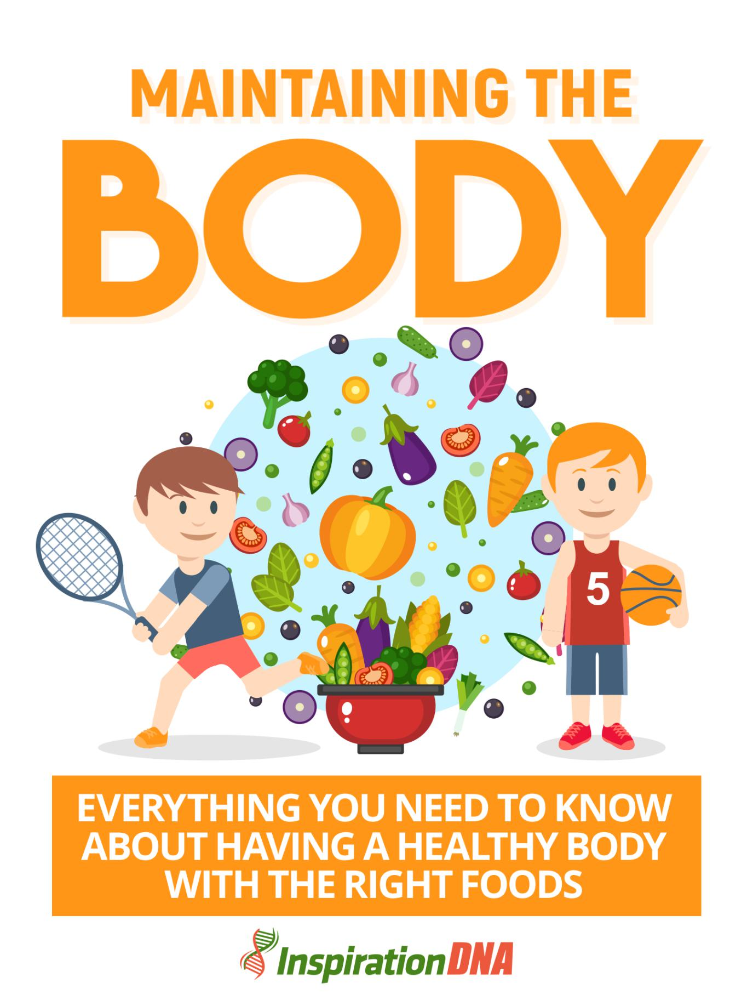 MAINTAINING THE
BODY
5
EVERYTHING YOU NEED TO KNOW
ABOUT HAVING A HEALTHY BODY
WITH THE RIGHT FOODS
InspirationDNA